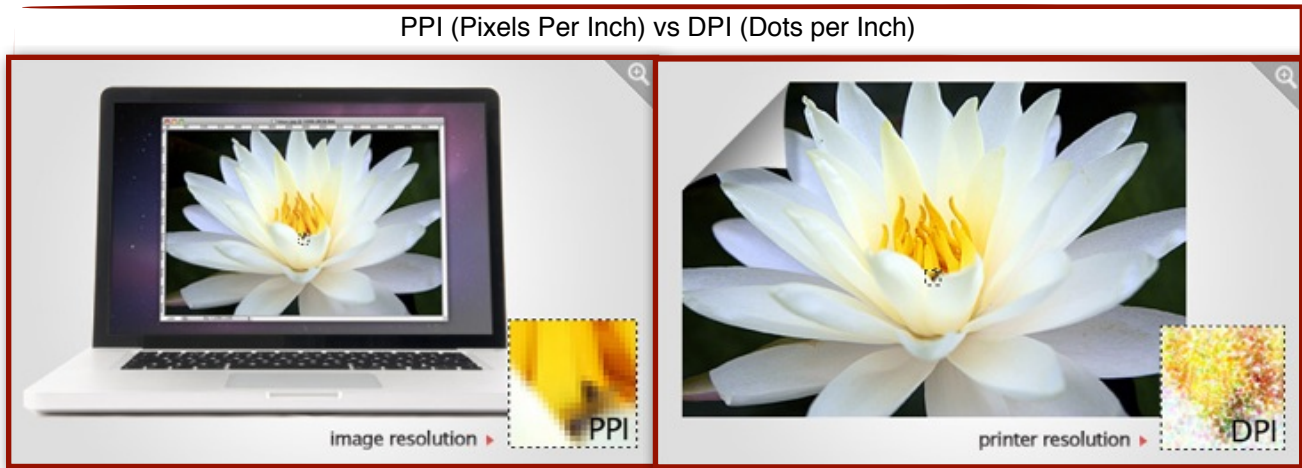 PPI (Pixels Per Inch) vs DPI (Dots per Inch)
PPI
image resolution
DPI
printer resolution